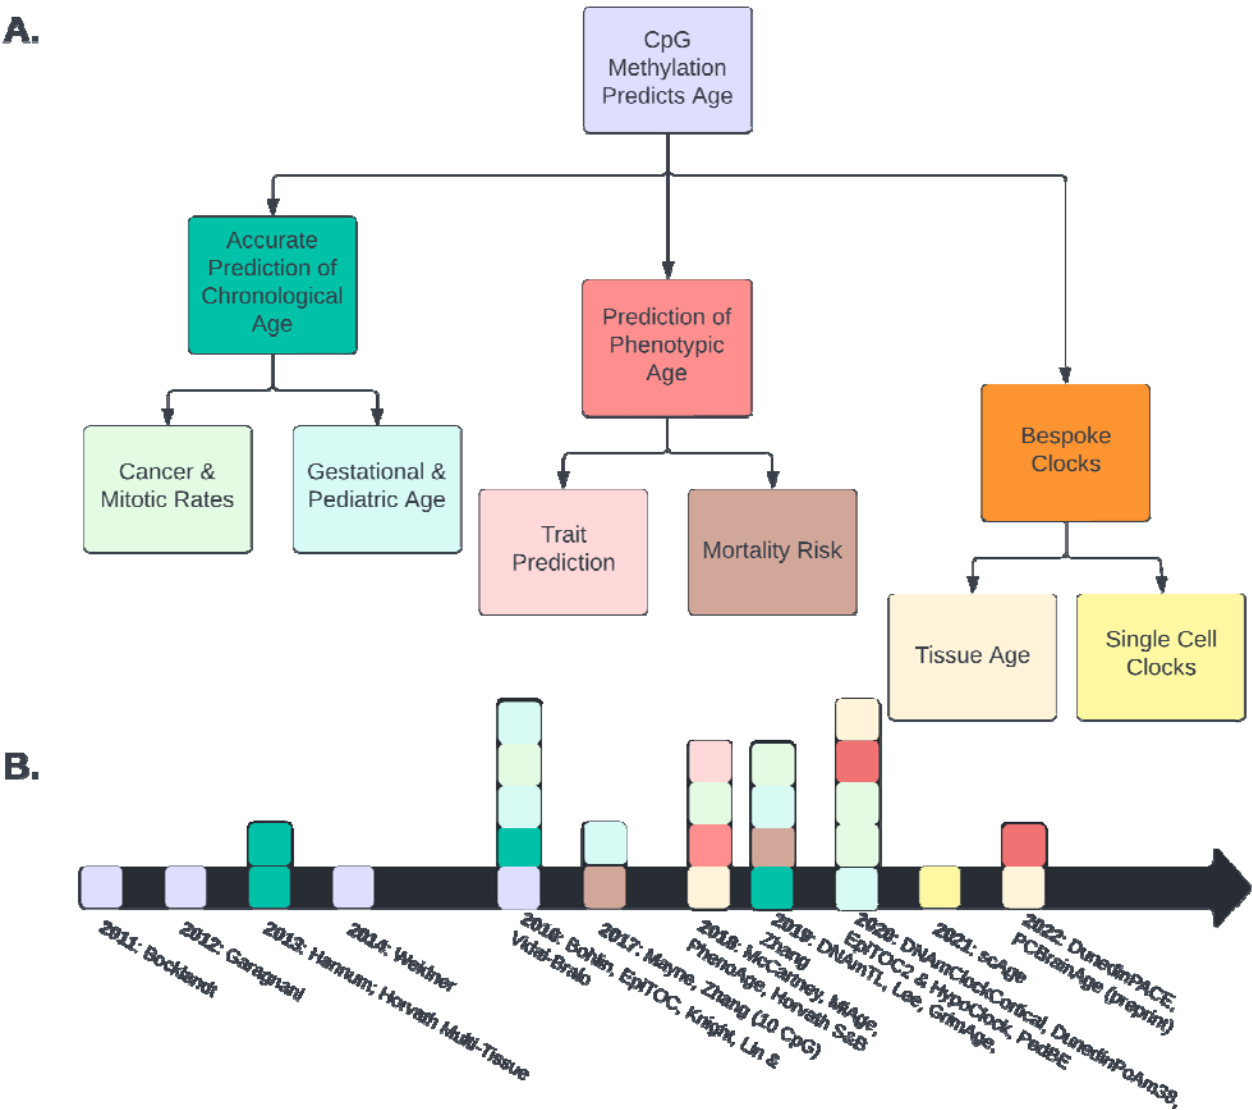 A.
CpG
Methylation
Predicts Age
Accurate
Prediction of
Chronological
Age
Prediction of
Phenotypic
Age
Bespoke
Clocks
Cancer &
Mitotic Rates
Gestational &
Pediatric Age
Trait
Prediction
Mortality Risk
Tissue Age
Single Cell
Clocks
B.
2011: Bocklandt
2012: Garagnani
2013: Hannum; Horvath Multi-Tissue
2014: Weidner
2016: Bohlin, EpiTOC, Knight, Lin &
Vidal-Bralo
2017: Mayne, Zhang (10 CpG)
2018: McCartney, MiAge,
PhenoAge, Horvath S&B
2019: DNAmTL, Lee, GrimAge,
Zhang
2020: DNAmClockCortical, DunedinPoAm38,
EpiTOC2 & HypoClock, PedBE
2021: scAge
2022: DunedinPACE,
PCBrainAge (preprint)